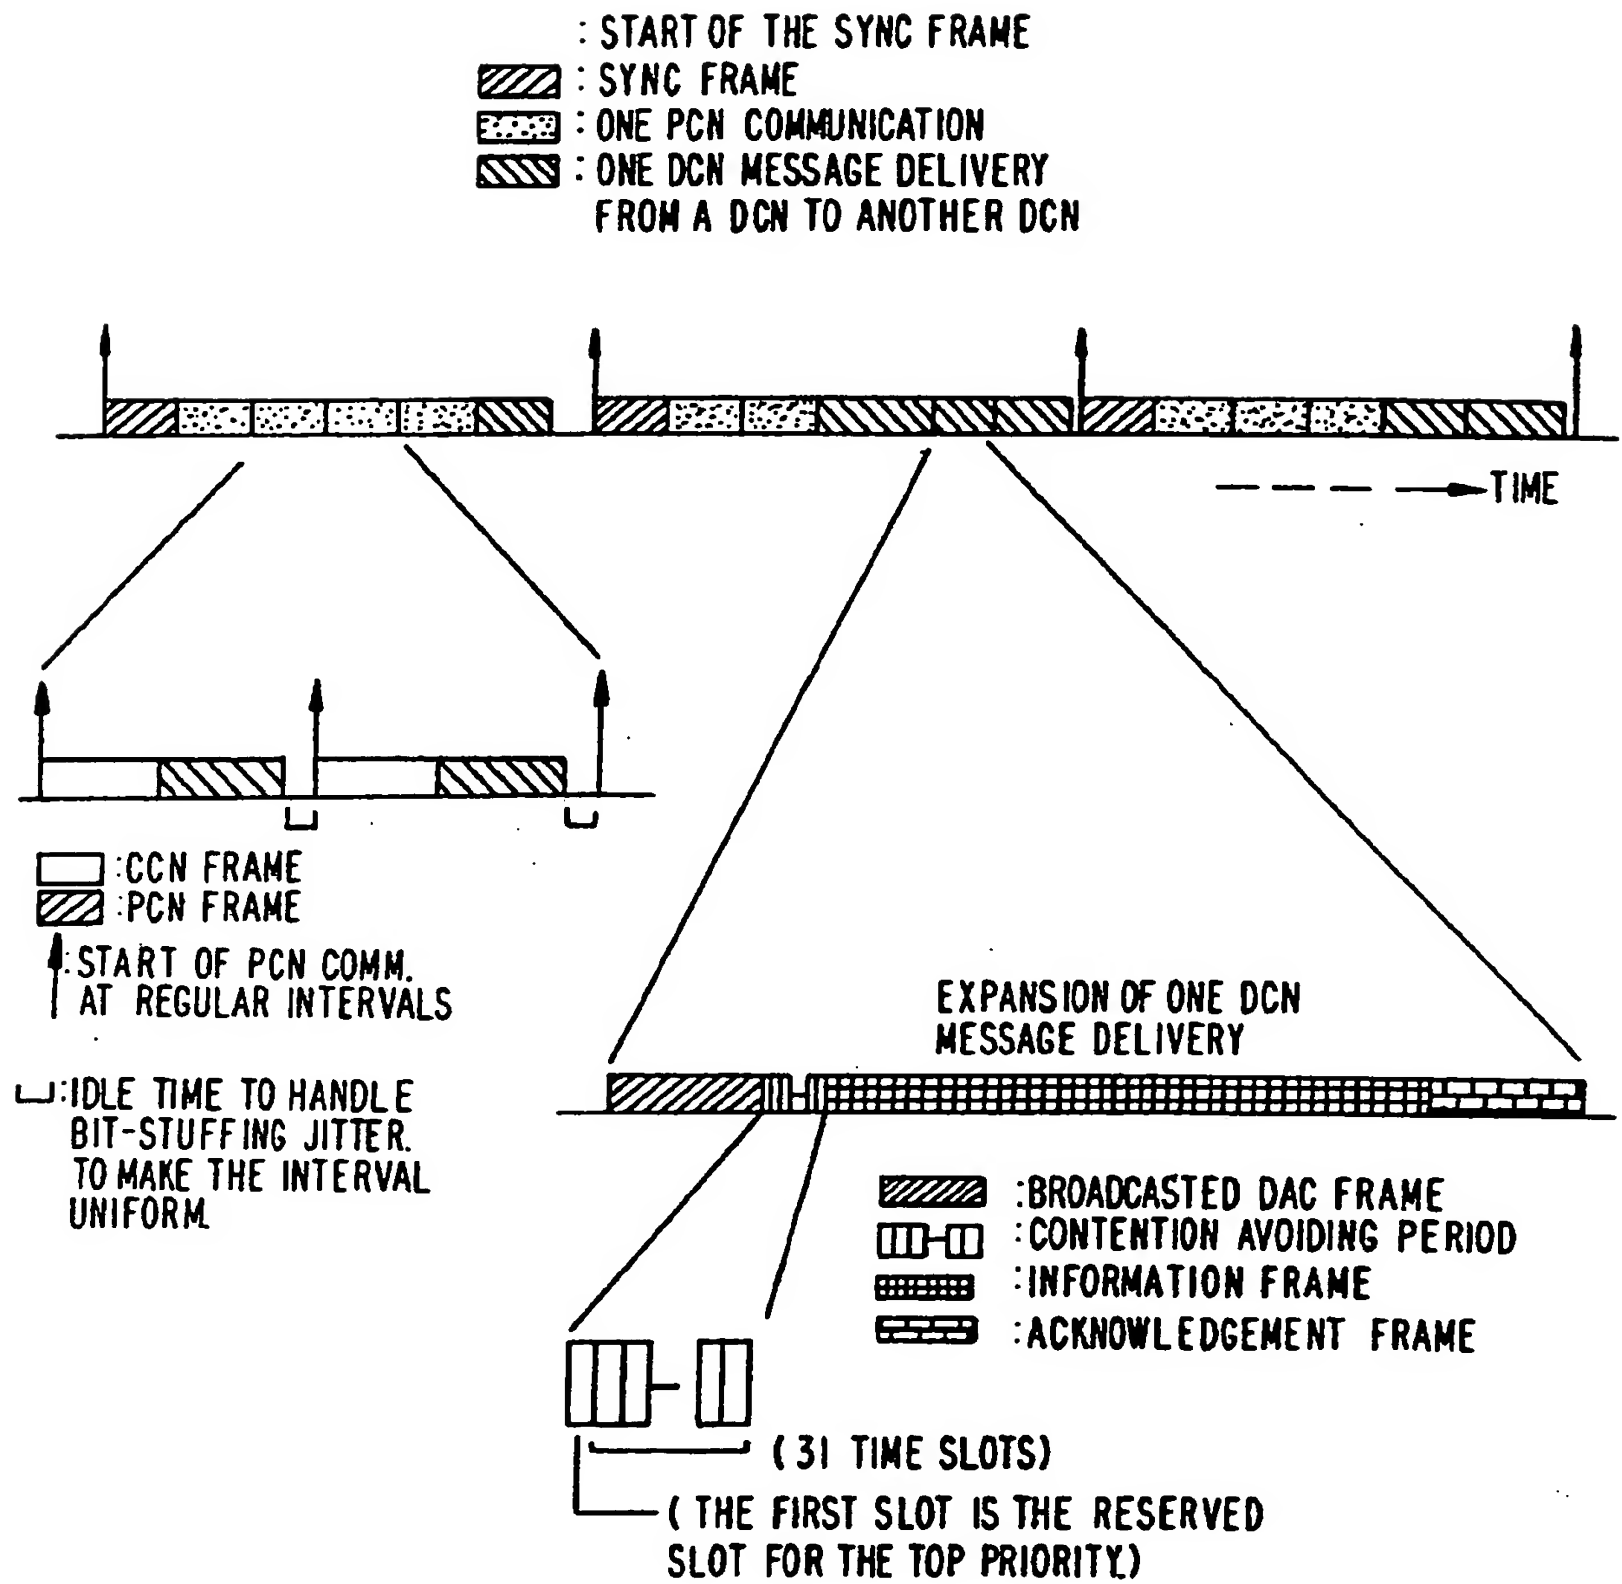 : START OF THE SYNC FRAME
: SYNC FRAME
: ONE PCN COMMUNICATION
: ONE DCN MESSAGE DELIVERY
FROM A DCN TO ANOTHER DCN
TIME
:CCN FRAME
:PCN FRAME
:START OF PCN COMM.
AT REGULAR INTERVALS
:IDLE TIME TO HANDLE
BIT-STUFFING JITTER.
TO MAKE THE INTERVAL
UNIFORM.
EXPANSION OF ONE DCN
MESSAGE DELIVERY
:BROADCASTED DAC FRAME
:CONTENTION AVOIDING PERIOD
:INFORMATION FRAME
:ACKNOWLEDGEMENT FRAME
(31 TIME SLOTS)
(THE FIRST SLOT IS THE RESERVED
SLOT FOR THE TOP PRIORITY.)